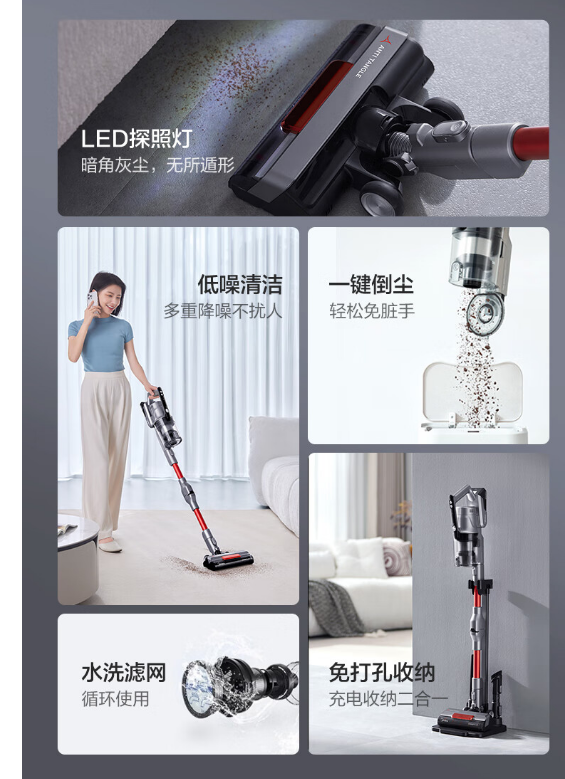 ANTI TANGLE
LED探照灯
暗角灰尘，无所遁形
低噪清洁
多重降噪不扰人
一键倒尘
轻松免脏手
水洗滤网
循环使用
免打孔收纳
充电收纳二合一